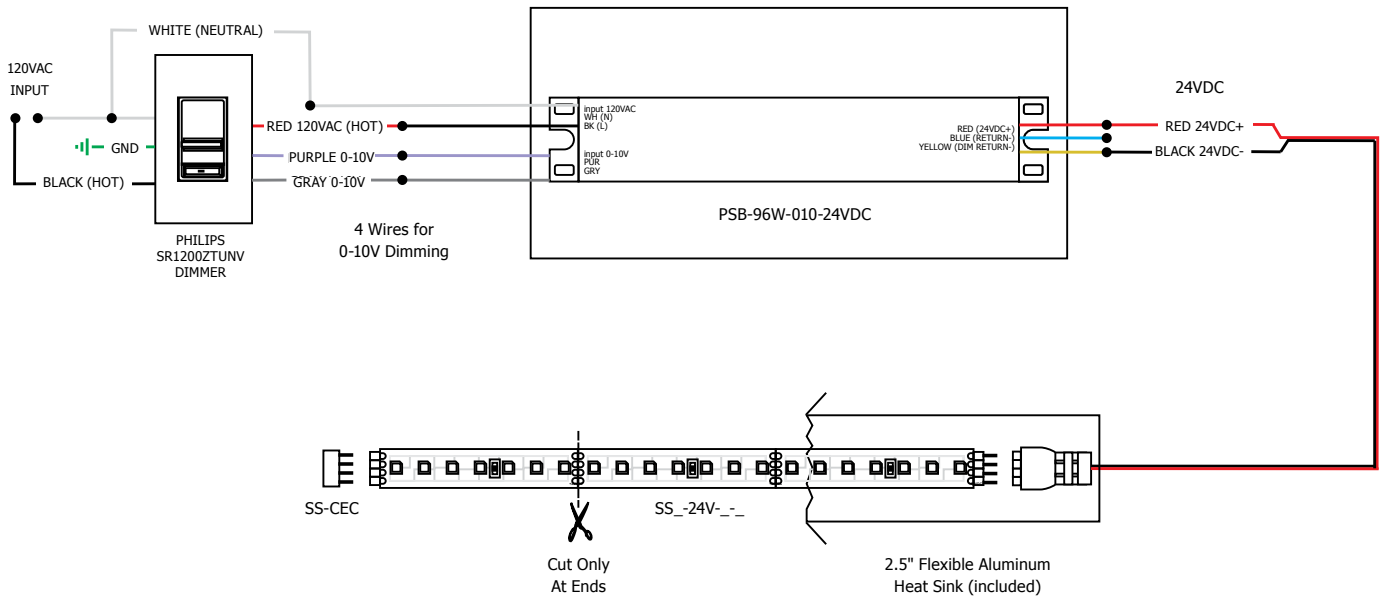 WHITE (NEUTRAL)
120VAC
INPUT
GND
BLACK (HOT)
PHILIPS
SR1200ZTUNV
DIMMER
RED 120VAC (HOT)
PURPLE 0-10V
GRAY 0-10V
4 Wires for
0-10V Dimming
input 120VAC
WH (N)
BK (L)
input 0-10V
PUR
GRY
RED (24VDC+)
BLUE (RETURN-)
YELLOW (DIM RETURN-)
PSB-96W-010-24VDC
24VDC
RED 24VDC+
BLACK 24VDC-
SS-CEC
SS_-24V-_-_
Cut Only
At Ends
2.5" Flexible Aluminum
Heat Sink (included)